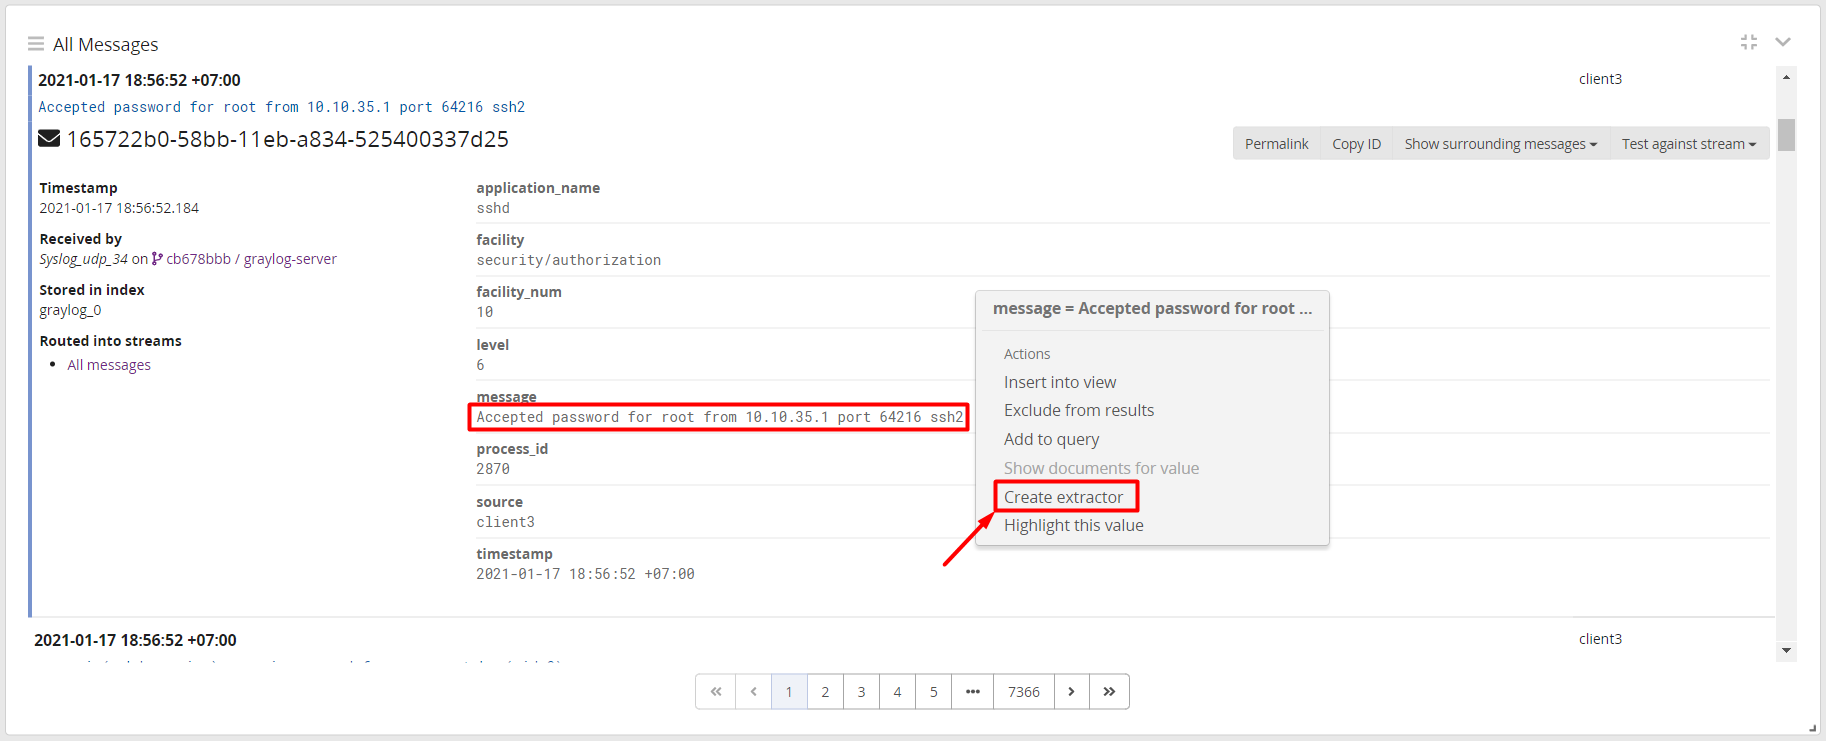 All Messages
2021-01-17 18:56:52 +07:00
client3
Accepted password for root from 10.10.35.1 port 64216 ssh2
165722b0-58bb-11eb-a834-525400337d25
Permalink
Copy ID
Show surrounding messages
Test against stream
Timestamp
2021-01-17 18:56:52.184
Received by
Syslog_udp_34 on cb678bbb / graylog-server
Stored in index
graylog_0
Routed into streams
All messages
application_name
sshd
facility
security/authorization
facility_num
10
level
6
message
Accepted password for root from 10.10.35.1 port 64216 ssh2
process_id
2870
source
client3
timestamp
2021-01-17 18:56:52 +07:00
message = Accepted password for root ...
Actions
Insert into view
Exclude from results
Add to query
Show documents for value
Create extractor
Highlight this value
2021-01-17 18:56:52 +07:00
client3
« ‹ 1 2 3 4 5 ••• 7366 › »